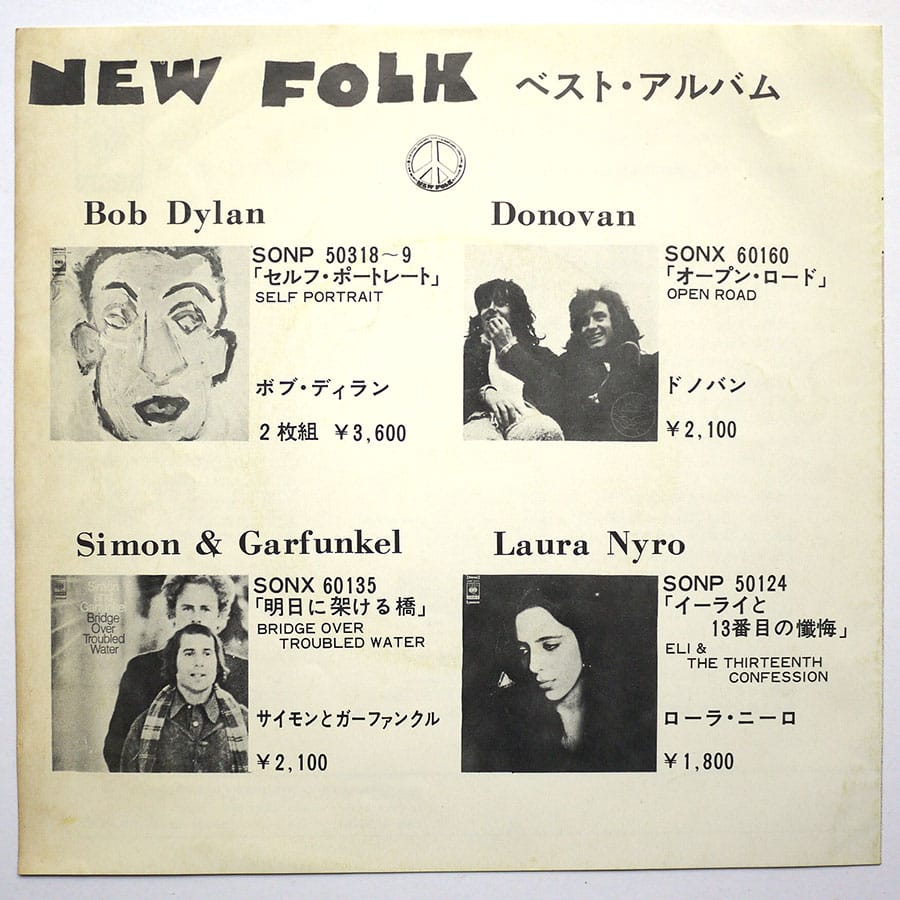 NEW FOLK ベスト・アルバム
NEW FOLK
Bob Dylan
SONP 50318~9
「セルフ・ポートレート」
SELF PORTRAIT
ボブ・ディラン
2枚組 ¥3,600
Donovan
SONX 60160
「オープン・ロード」
OPEN ROAD
ドノバン
¥2,100
Simon & Garfunkel
Simon
and
Garfunkel
Bridge
Over
Troubled
Water
SONX 60135
「明日に架ける橋」
BRIDGE OVER
TROUBLED WATER
サイモンとガーファンクル
¥2,100
Laura Nyro
SONP 50124
「イーライと
13番目の懺悔」
ELI &
THE THIRTEENTH
CONFESSION
ローラ・ニーロ
¥1,800